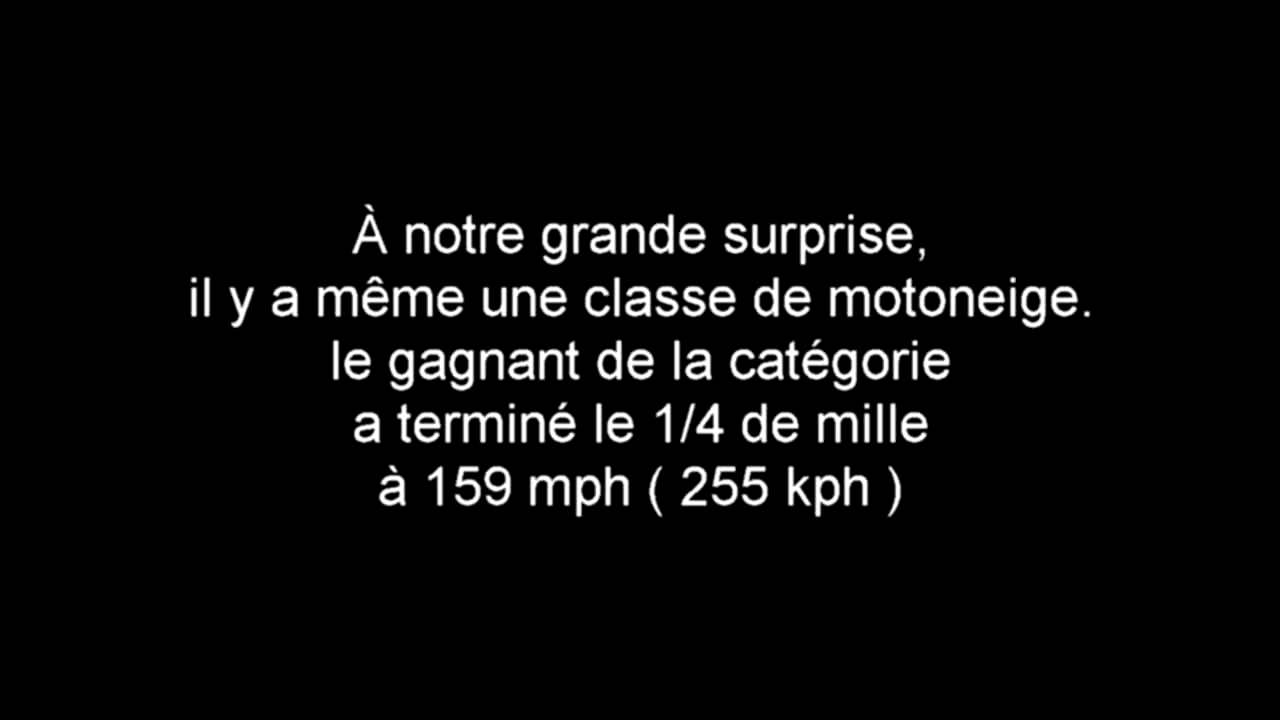 À notre grande surprise,
il y a même une classe de motoneige.
le gagnant de la catégorie
a terminé le 1/4 de mille
à 159 mph ( 255 kph )